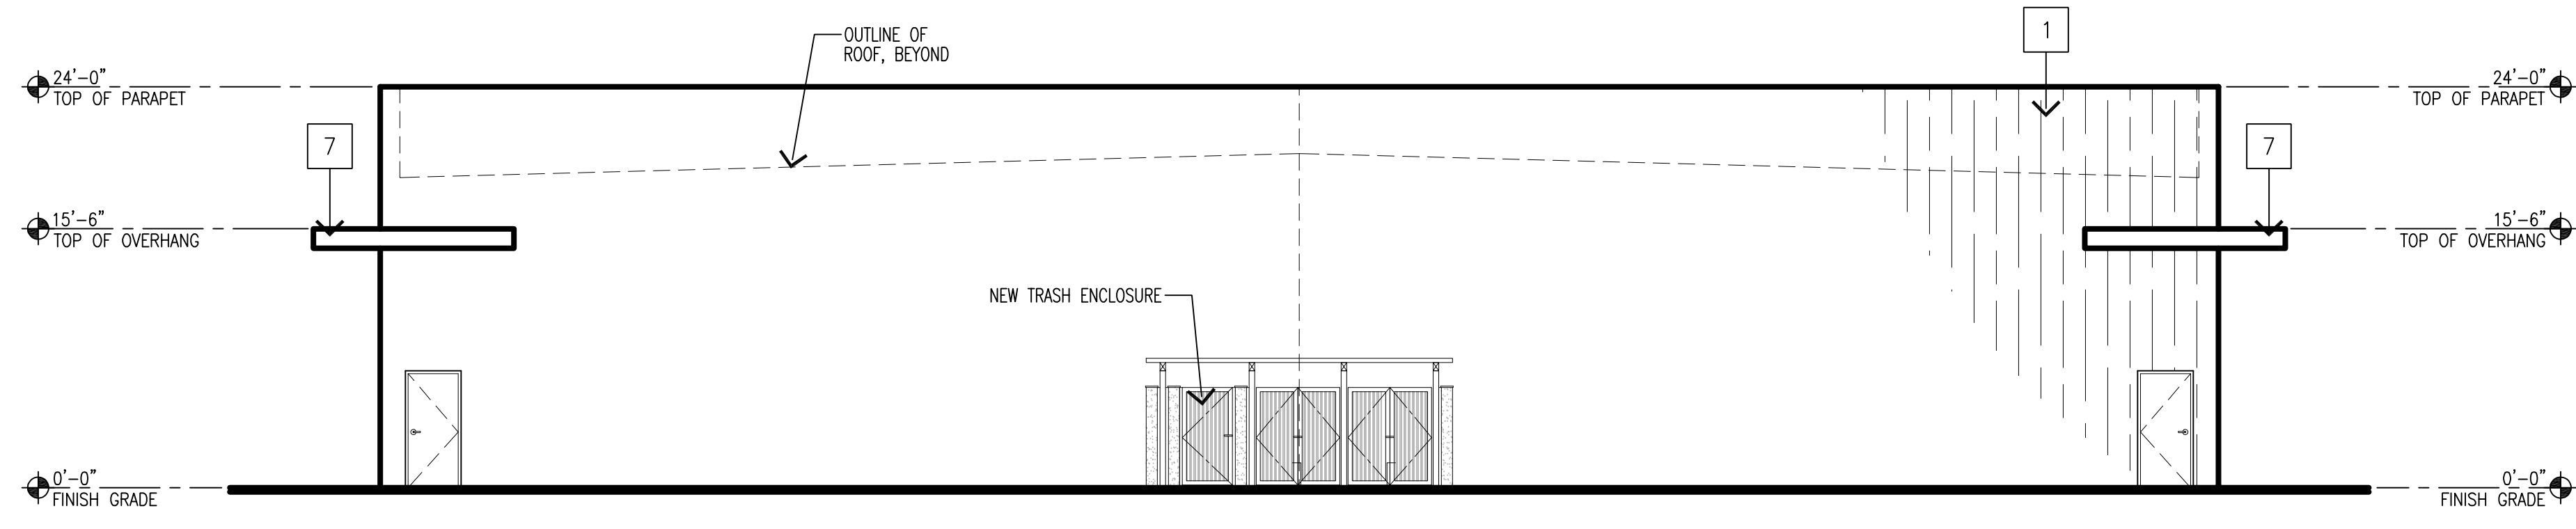 OUTLINE OF
ROOF, BEYOND
1
24'-0"
TOP OF PARAPET
24'-0"
TOP OF PARAPET
7
7
15'-6"
TOP OF OVERHANG
15'-6"
TOP OF OVERHANG
NEW TRASH ENCLOSURE
0'-0"
FINISH GRADE
0'-0"
FINISH GRADE